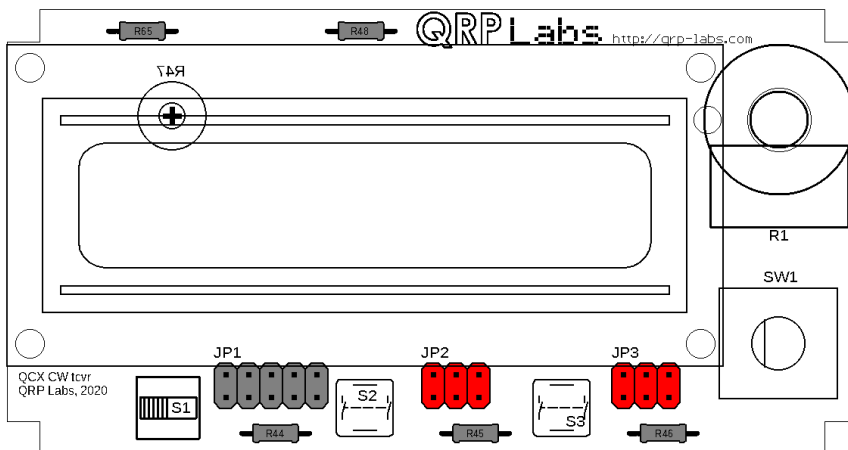 R65
R48
QRP Labs http://qrp-labs.com
R47
R1
SW1
JP1
JP2
JP3
QCX CW tcvr
QRP Labs, 2020
S1
S2
S3
R44
R45
R46